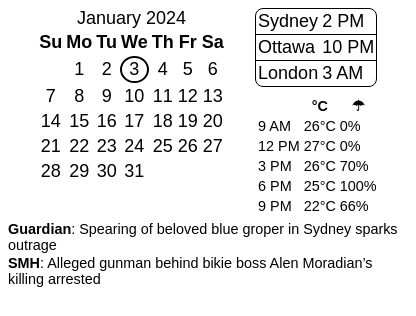 January 2024
Su Mo Tu We Th Fr Sa
1 2 3 4 5 6
7 8 9 10 11 12 13
14 15 16 17 18 19 20
21 22 23 24 25 26 27
28 29 30 31
Sydney 2 PM
Ottawa 10 PM
London 3 AM
°C ☂
9 AM 26°C 0%
12 PM 27°C 0%
3 PM 26°C 70%
6 PM 25°C 100%
9 PM 22°C 66%
Guardian: Spearing of beloved blue groper in Sydney sparks
outrage
SMH: Alleged gunman behind bikie boss Alen Moradian’s
killing arrested